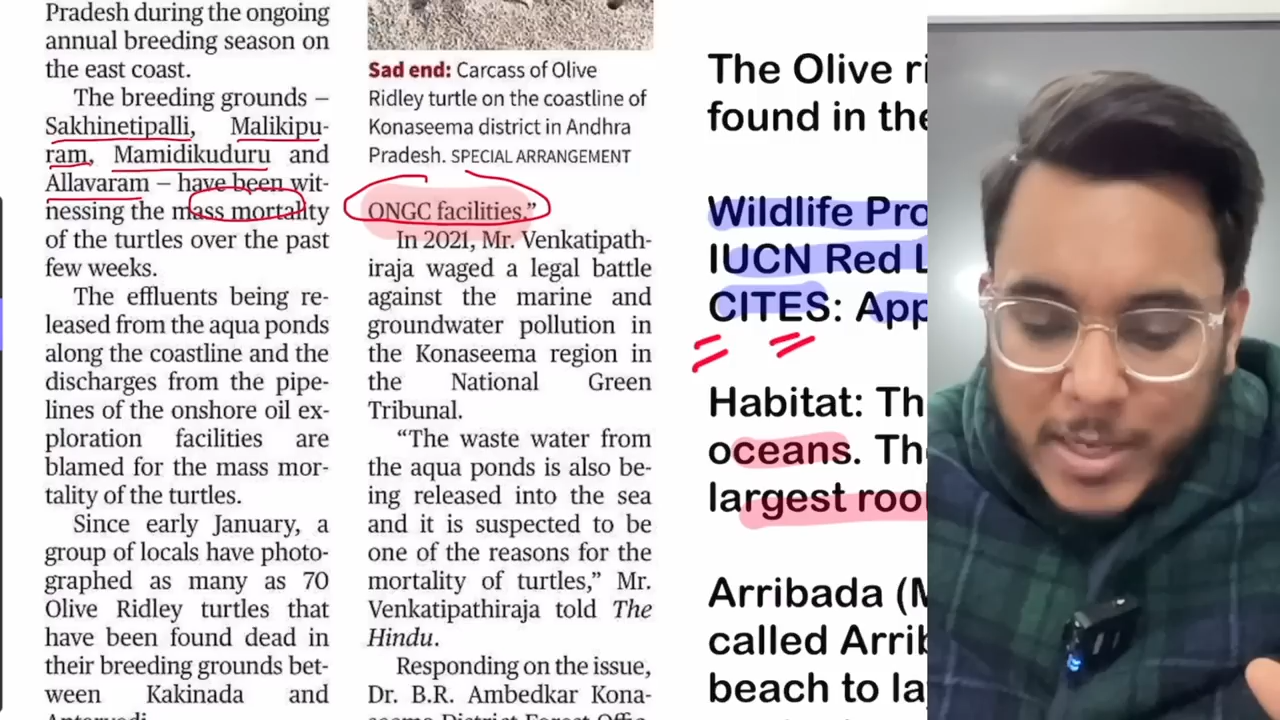 Pradesh during the ongoing
annual breeding season on
the east coast.
The breeding grounds –
Sakhinetipalli, Malikipu-
ram, Mamidikuduru and
Allavaram – have been wit-
nessing the mass mortality
of the turtles over the past
few weeks.
The effluents being re-
leased from the aqua ponds
along the coastline and the
discharges from the pipe-
lines of the onshore oil ex-
ploration facilities are
blamed for the mass mor-
tality of the turtles.
Since early January, a
group of locals have photo-
graphed as many as 70
Olive Ridley turtles that
have been found dead in
their breeding grounds bet-
ween Kakinada and
Sad end: Carcass of Olive
Ridley turtle on the coastline of
Konaseema district in Andhra
Pradesh. SPECIAL ARRANGEMENT
ONGC facilities.”
In 2021, Mr. Venkatipath-
iraja waged a legal battle
against the marine and
groundwater pollution in
the Konaseema region in
the National Green
Tribunal.
“The waste water from
the aqua ponds is also be-
ing released into the sea
and it is suspected to be
one of the reasons for the
mortality of turtles,” Mr.
Venkatipathiraja told The
Hindu.
Responding on the issue,
Dr. B.R. Ambedkar Kona-
The Olive ri
found in the
Wildlife Pro
IUCN Red L
CITES: App
Habitat: Th
oceans. The
largest roo
Arribada (M
called Arrib
beach to la